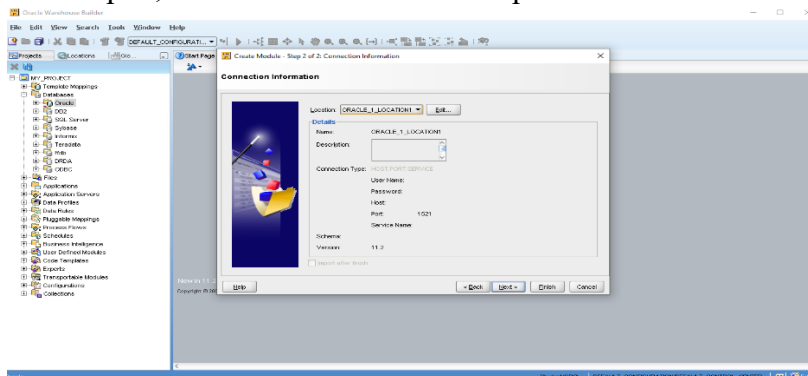 Oracle Warehouse Builder
File Edit View Search Tools Window Help
DEFAULT_CONFIGURATI...
Projects
Locations
Start Page
MY_PROJECT
Template Mappings
Databases
Oracle
DB2
SQL Server
Sybase
Informix
Teradata
DRDA
ODBC
Files
Applications
Application Servers
Data Profiles
Data Rules
Pluggable Mappings
Process Flows
Schedules
Business Intelligence
User Defined Modules
Code Templates
Experts
Transportable Modules
Configurations
Collections
Create Module - Step 2 of 2: Connection Information
Connection Information
Location: ORACLE_1_LOCATION1 Edit...
Details
Name: ORACLE_1_LOCATION1
Description:
Connection Type: HOST:PORT:SERVICE
User Name:
Password:
Host:
Port: 1521
Service Name:
Schema:
Version: 11.2
Import after finish
Help
< Back Next > Finish Cancel
New in 11.2